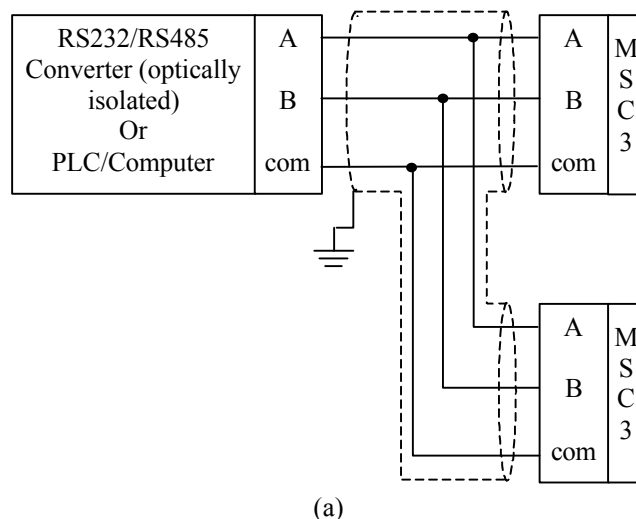 RS232/RS485
Converter (optically
isolated)
Or
PLC/Computer
A
B
com
A
B
com
M
S
C
3
A
B
com
M
S
C
3
(a)